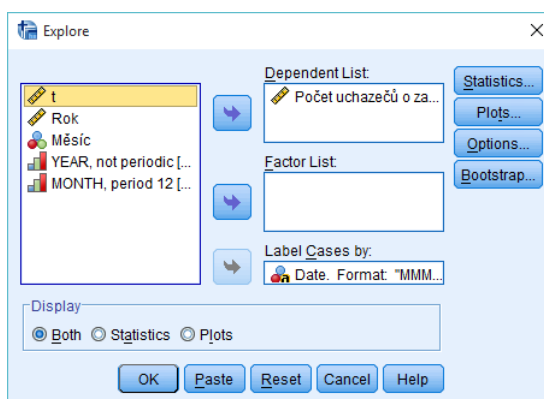 Explore
t
Rok
Měsíc
YEAR, not periodic [...
MONTH, period 12 [...
Dependent List:
Počet uchazečů o za...
Factor List:
Label Cases by:
Date. Format: "MMM...
Statistics...
Plots...
Options...
Bootstrap...
Display
Both Statistics Plots
OK Paste Reset Cancel Help